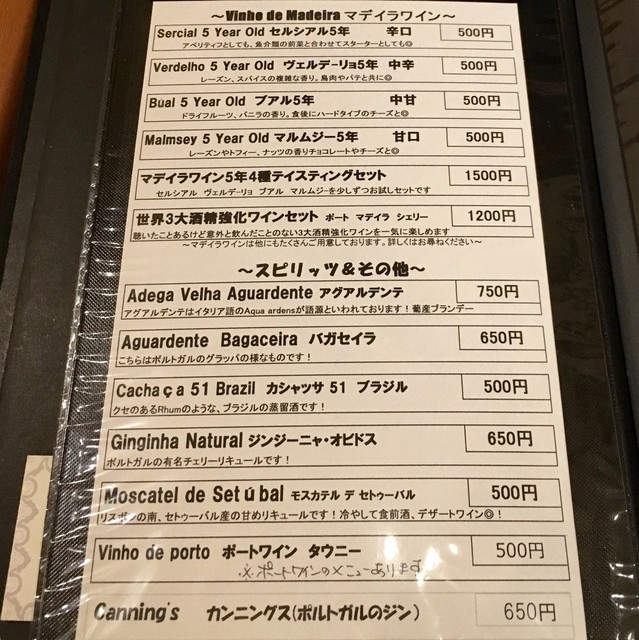 ～Vinho de Madeira マデイラワイン～
Sercial 5 Year Old セルシアル5年 辛口 500円
アペリティフとしても、魚介類の前菜と合わせてスターターとしても◎
Verdelho 5 Year Old ヴェルデーリョ5年 中辛 500円
レーズン、スパイスの複雑な香り。鳥肉やパテと共に◎
Bual 5 Year Old ブアル5年 中甘 500円
ドライフルーツ、バニラの香り。食後にハードタイプのチーズと◎
Malmsey 5 Year Old マルムジー5年 甘口 500円
レーズンやトフィー、ナッツの香りチョコレートやチーズと◎
マデイラワイン5年4種テイスティングセット 1500円
セルシアル ヴェルデーリョ ブアル マルムジーを少しずつお試しセットです
世界3大酒精強化ワインセット ポート マデイラ シェリー 1200円
聴いたことあるけど意外と飲んだことのない3大酒精強化ワインを一気に楽しめます
～マデイラワインは他にもたくさんご用意しております。詳しくはお尋ねください～
～スピリッツ＆その他～
Adega Velha Aguardente アグアルデンテ 750円
アグアルデンテはイタリア語のAqua ardensが語源といわれております！葡産ブランデー
Aguardente Bagaceira バガセイラ 650円
こちらはポルトガルのグラッパの様なものです！
Cachaça 51 Brazil カシャッサ 51 ブラジル 500円
クセのあるRhumのような、ブラジルの蒸留酒です！
Ginginha Natural ジンジーニャ・オビドス 650円
ポルトガルの有名チェリーリキュールです！
Moscatel de Setúbal モスカテル デ セトゥーバル 500円
リスボンの南、セトゥーバル産の甘めリキュールです！冷やして食前酒、デザートワイン◎！
Vinho de porto ポートワイン タウニー 500円
※ポートワインのメニューあります
Canning's カンニングス(ポルトガルのジン) 650円